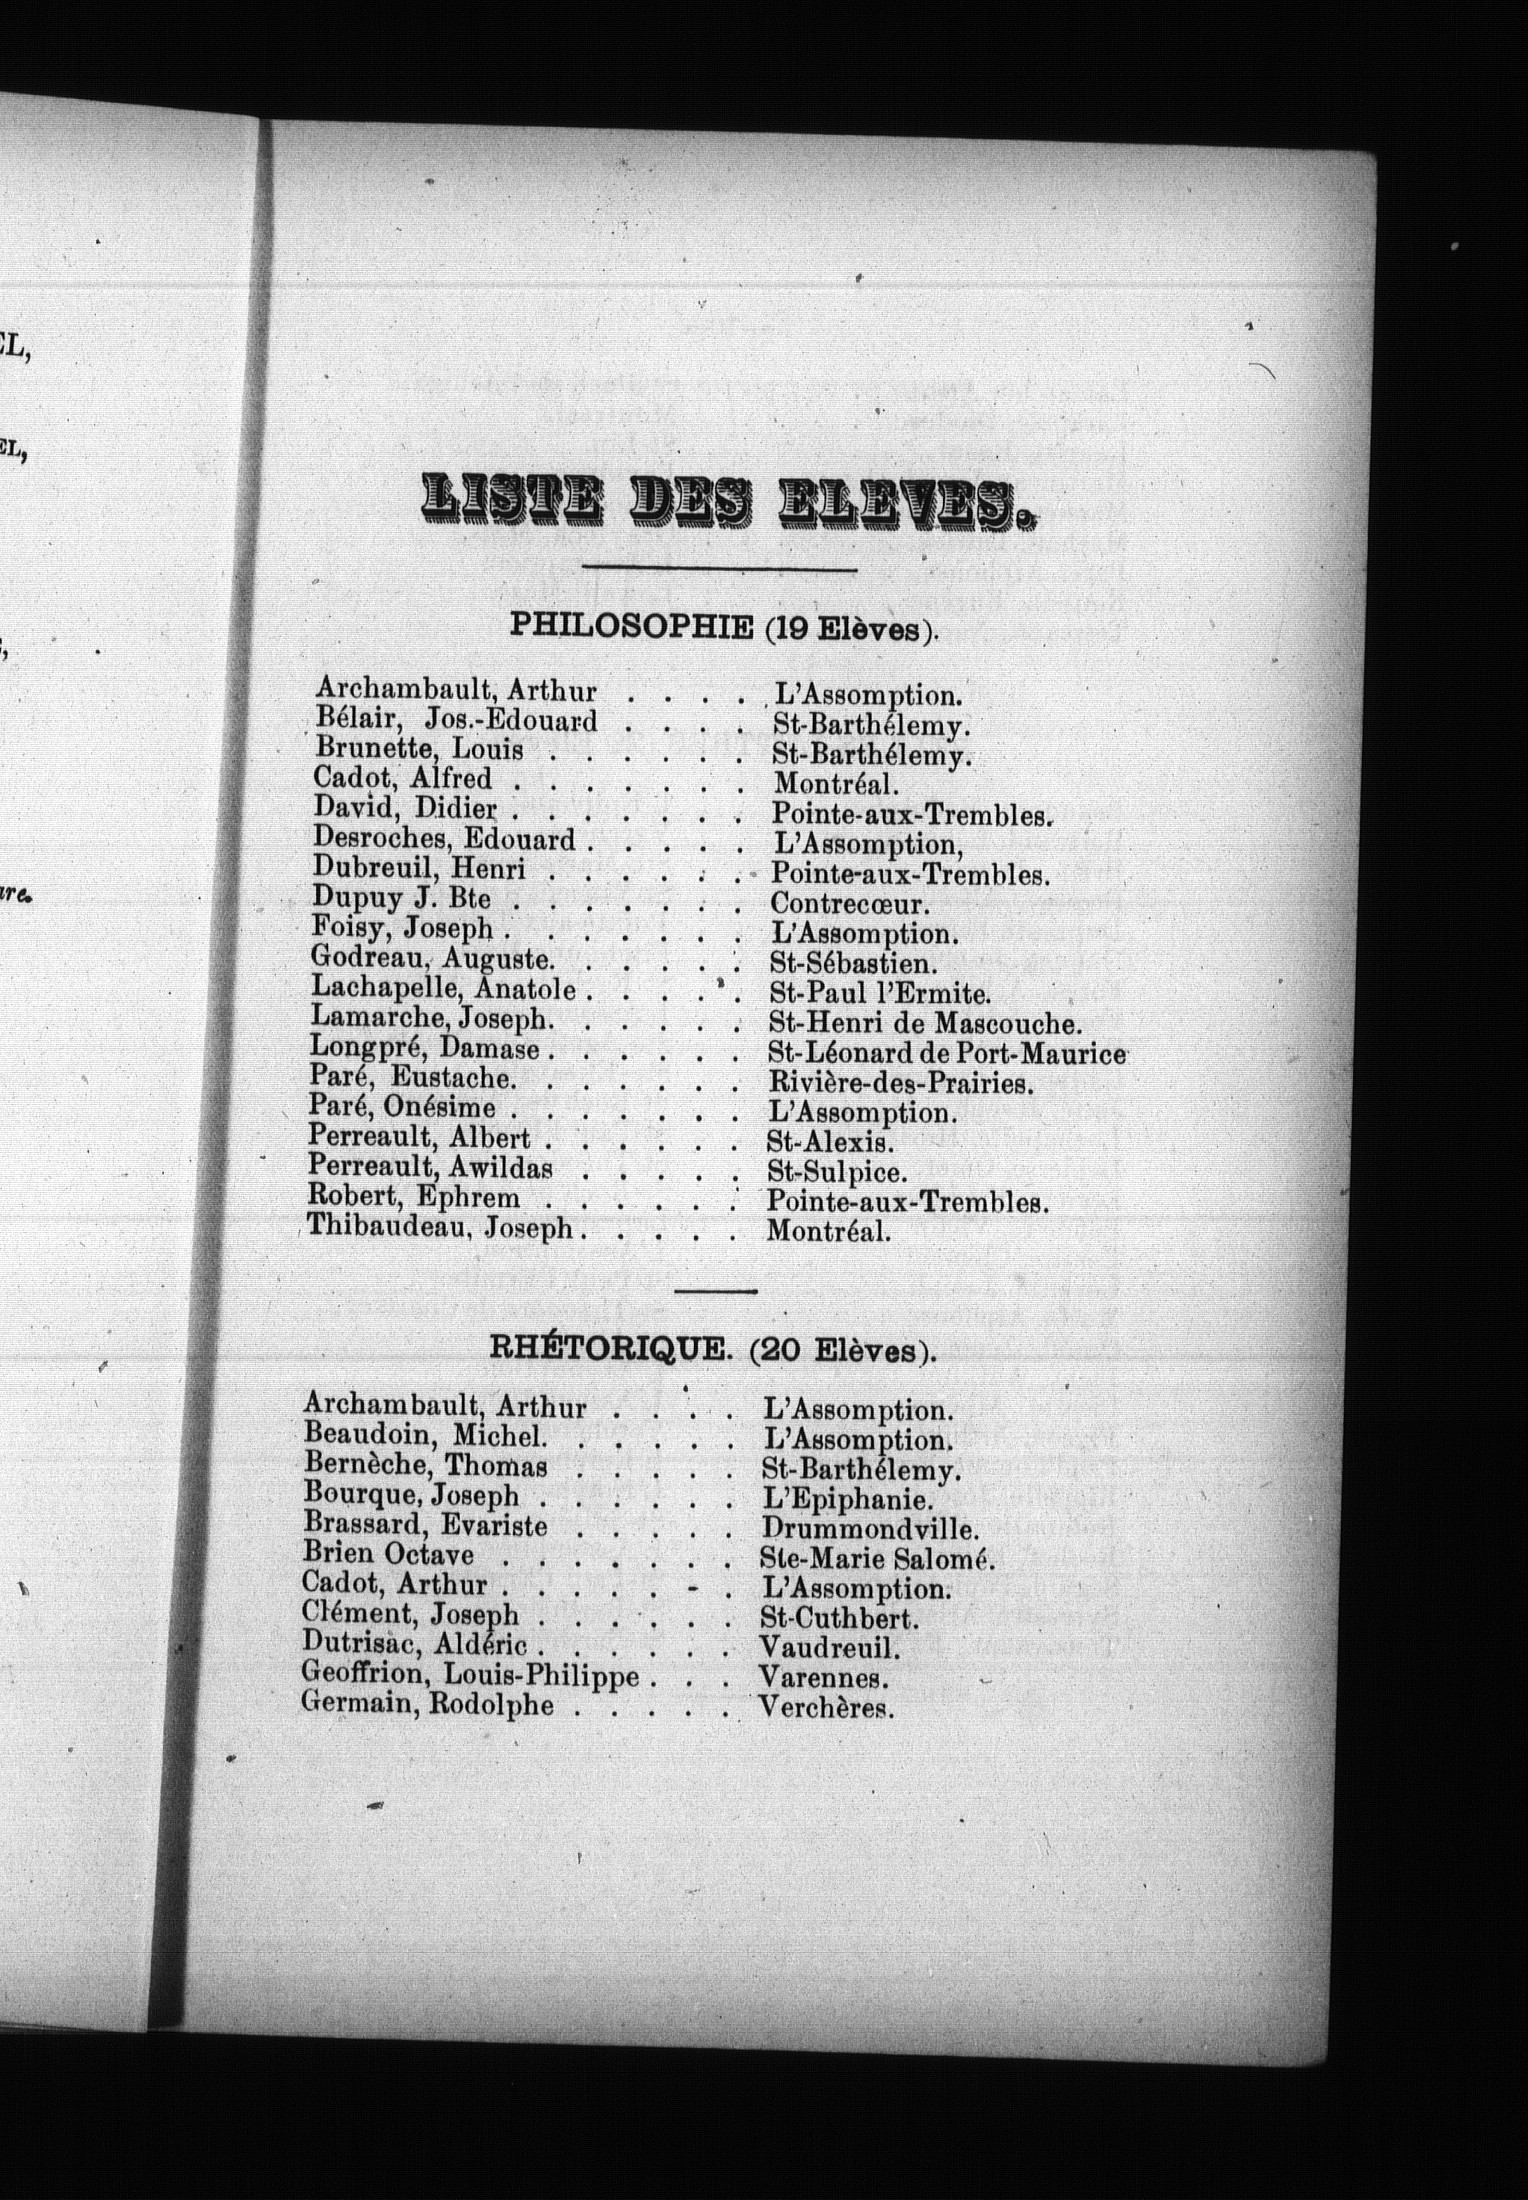 EL,
EL,
are.
LISTE DES ELEVES.
PHILOSOPHIE (19 Elèves).
Archambault, Arthur . . . . L'Assomption.
Bélair, Jos.-Edouard . . . . St-Barthélemy.
Brunette, Louis . . . . . . St-Barthélemy.
Cadot, Alfred . . . . . . . Montréal.
David, Didier . . . . . . . Pointe-aux-Trembles.
Desroches, Edouard . . . . . L'Assomption,
Dubreuil, Henri . . . . . . Pointe-aux-Trembles.
Dupuy J. Bte . . . . . . . Contrecœur.
Foisy, Joseph . . . . . . . L'Assomption.
Godreau, Auguste. . . . . . St-Sébastien.
Lachapelle, Anatole . . . . . St-Paul l'Ermite.
Lamarche, Joseph. . . . . . St-Henri de Mascouche.
Longpré, Damase . . . . . . St-Léonard de Port-Maurice
Paré, Eustache. . . . . . . Rivière-des-Prairies.
Paré, Onésime . . . . . . . L'Assomption.
Perreault, Albert . . . . . . St-Alexis.
Perreault, Awildas . . . . . St-Sulpice.
Robert, Ephrem . . . . . . Pointe-aux-Trembles.
Thibaudeau, Joseph . . . . . Montréal.
RHÉTORIQUE. (20 Elèves).
Archambault, Arthur . . . . L'Assomption.
Beaudoin, Michel. . . . . . L'Assomption.
Bernèche, Thomas . . . . . St-Barthélemy.
Bourque, Joseph . . . . . . L'Epiphanie.
Brassard, Evariste . . . . . Drummondville.
Brien Octave . . . . . . . Ste-Marie Salomé.
Cadot, Arthur . . . . . - . L'Assomption.
Clément, Joseph . . . . . . St-Cuthbert.
Dutrisac, Aldéric . . . . . . Vaudreuil.
Geoffrion, Louis-Philippe . . . Varennes.
Germain, Rodolphe . . . . . Verchères.